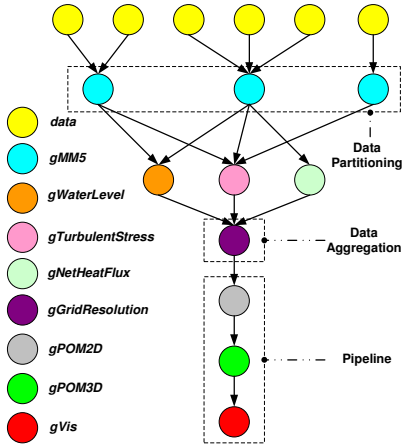 data
gMM5
gWaterLevel
gTurbulentStress
gNetHeatFlux
gGridResolution
gPOM2D
gPOM3D
gVis
Data
Partitioning
Data
Aggregation
Pipeline